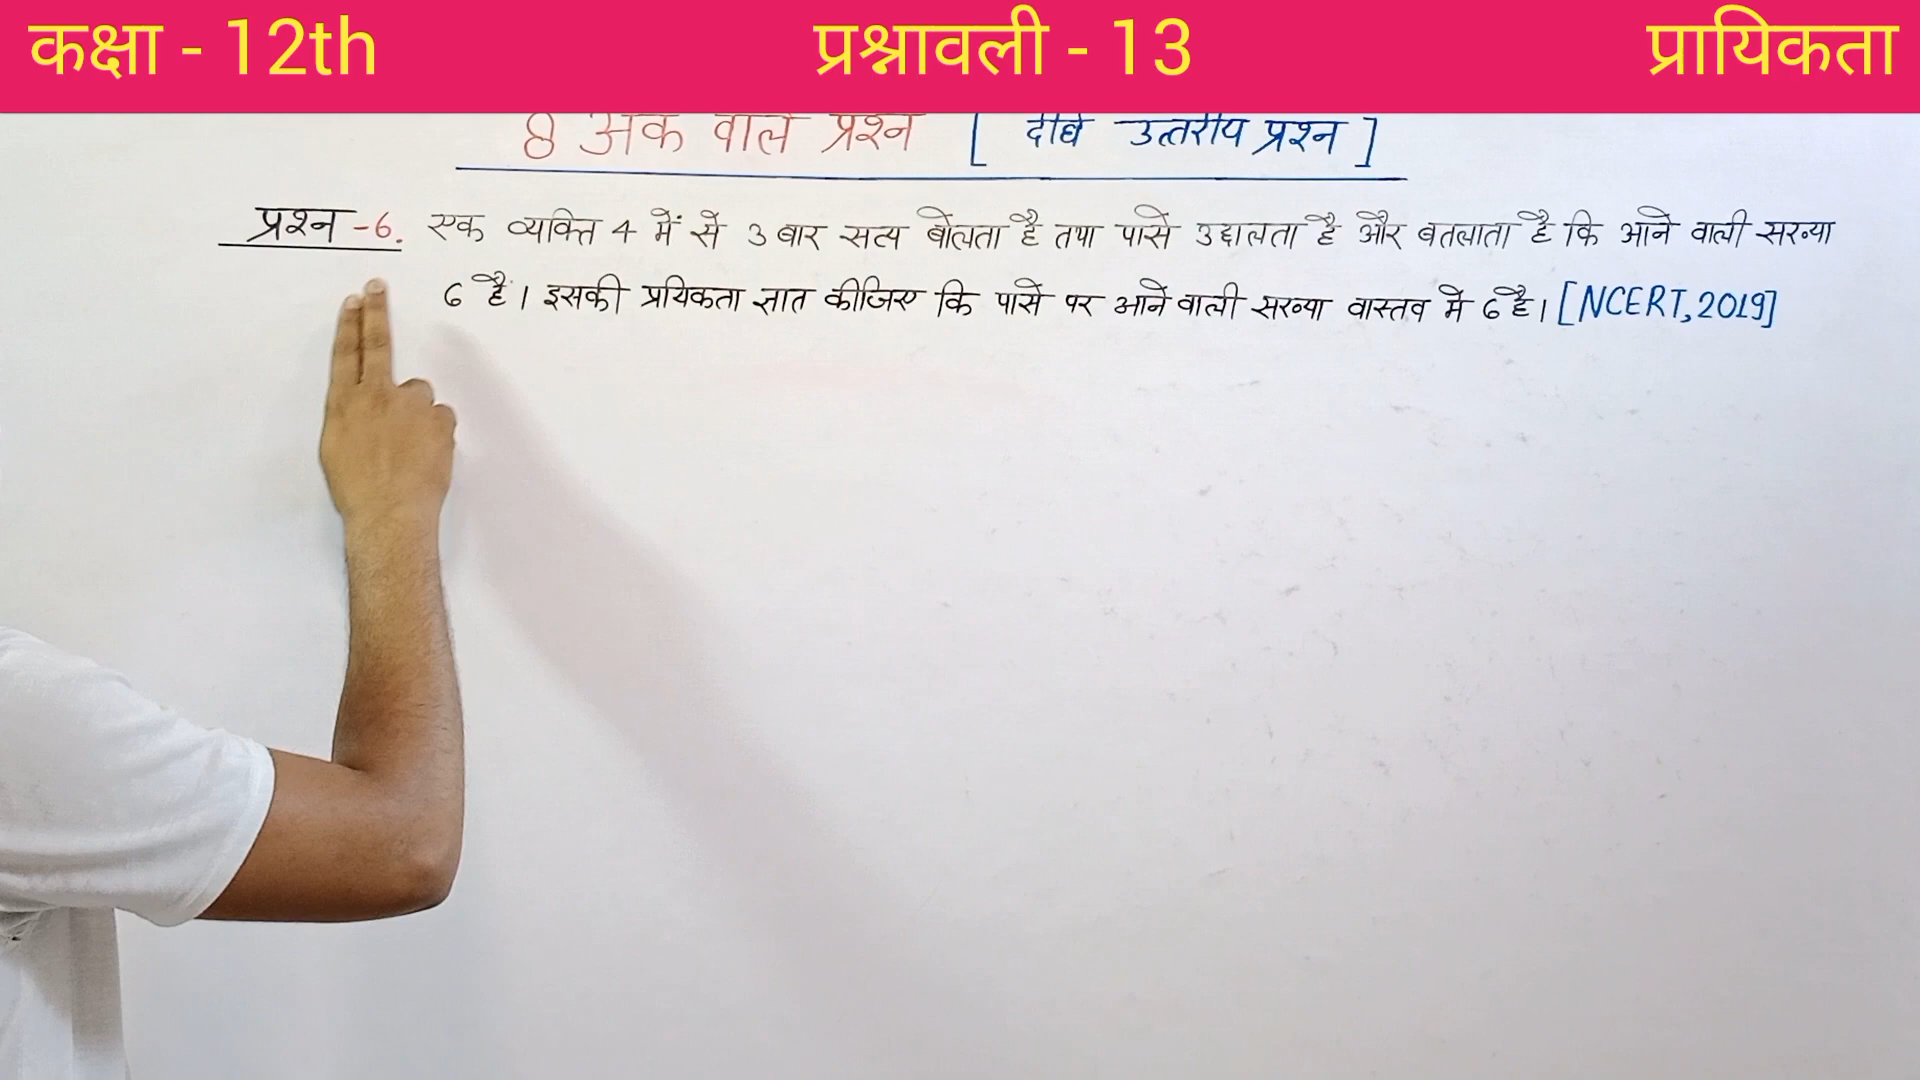 कक्षा - 12th प्रश्नावली - 13 प्रायिकता
8 अंक वाले प्रश्न [ दीर्घ उत्तरीय प्रश्न ]
प्रश्न -6. एक व्यक्ति 4 में से 3 बार सत्य बोलता है तथा पासे उछालता है और बतलाता है कि आने वाली संख्या
6 है। इसकी प्रयिकता ज्ञात कीजिए कि पासे पर आने वाली संख्या वास्तव में 6 है। [NCERT, 2019]